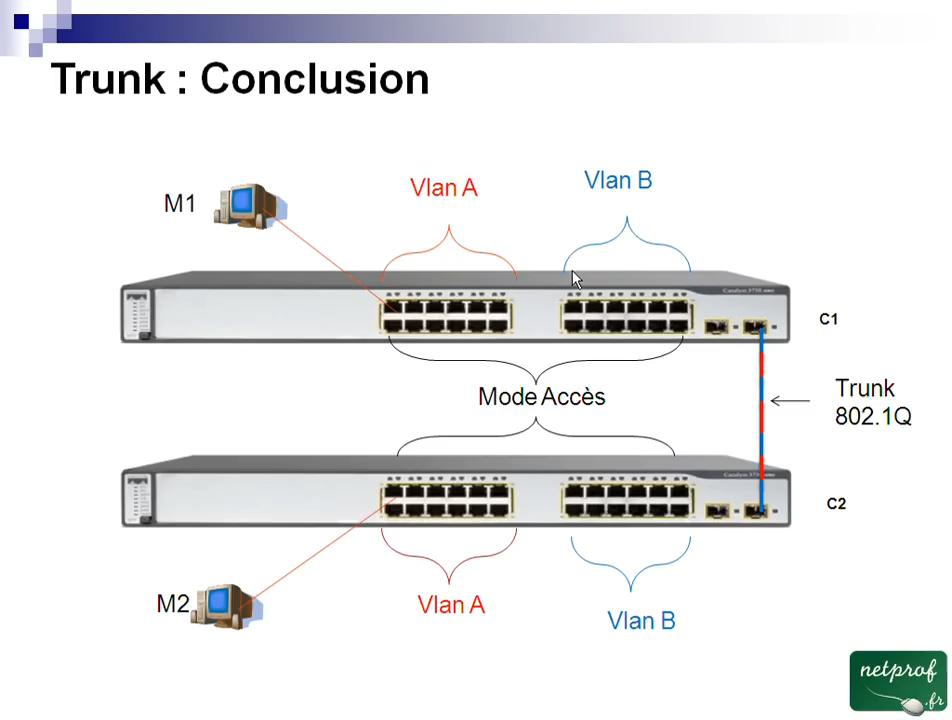 Trunk : Conclusion
Vlan A
Vlan B
M1
C1
Mode Accès
Trunk
802.1Q
C2
M2
Vlan A
Vlan B
netprof
.fr